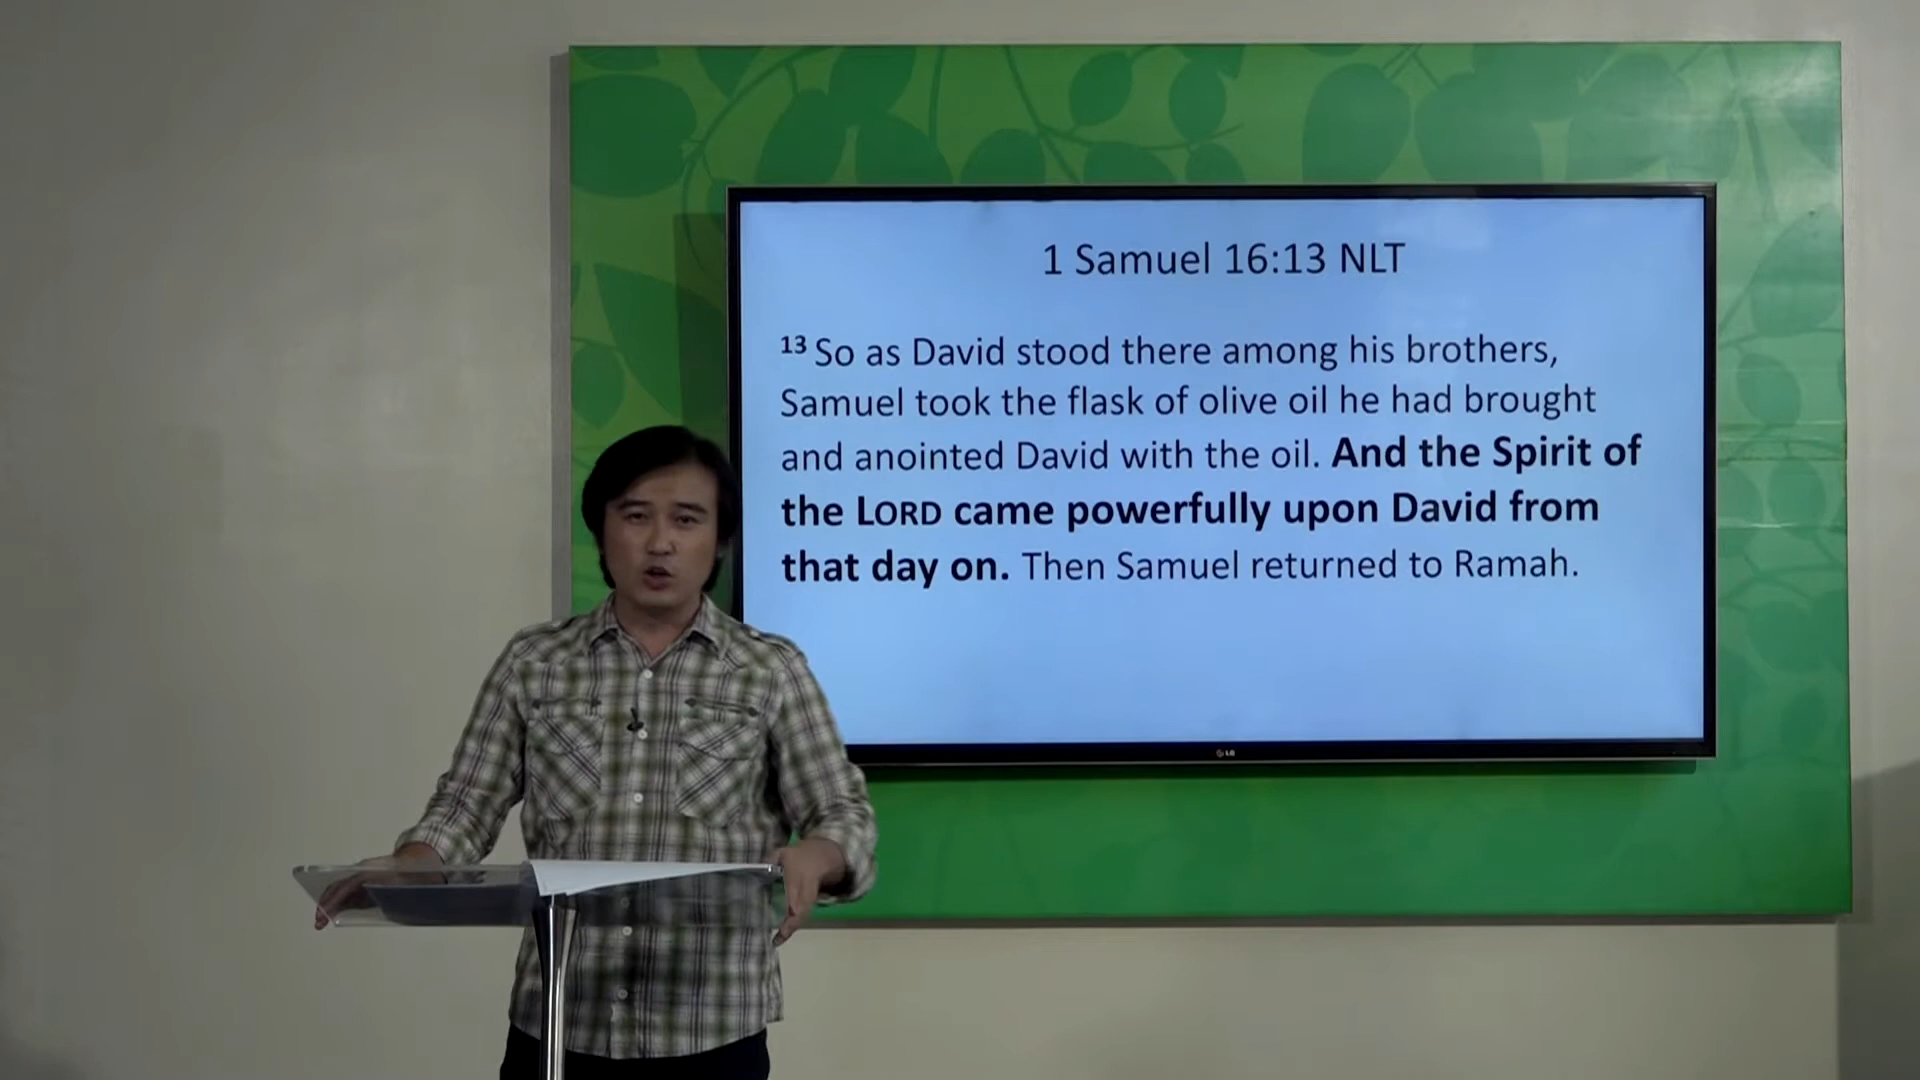 1 Samuel 16:13 NLT
13 So as David stood there among his brothers,
Samuel took the flask of olive oil he had brought
and anointed David with the oil. And the Spirit of
the LORD came powerfully upon David from
that day on. Then Samuel returned to Ramah.
LG